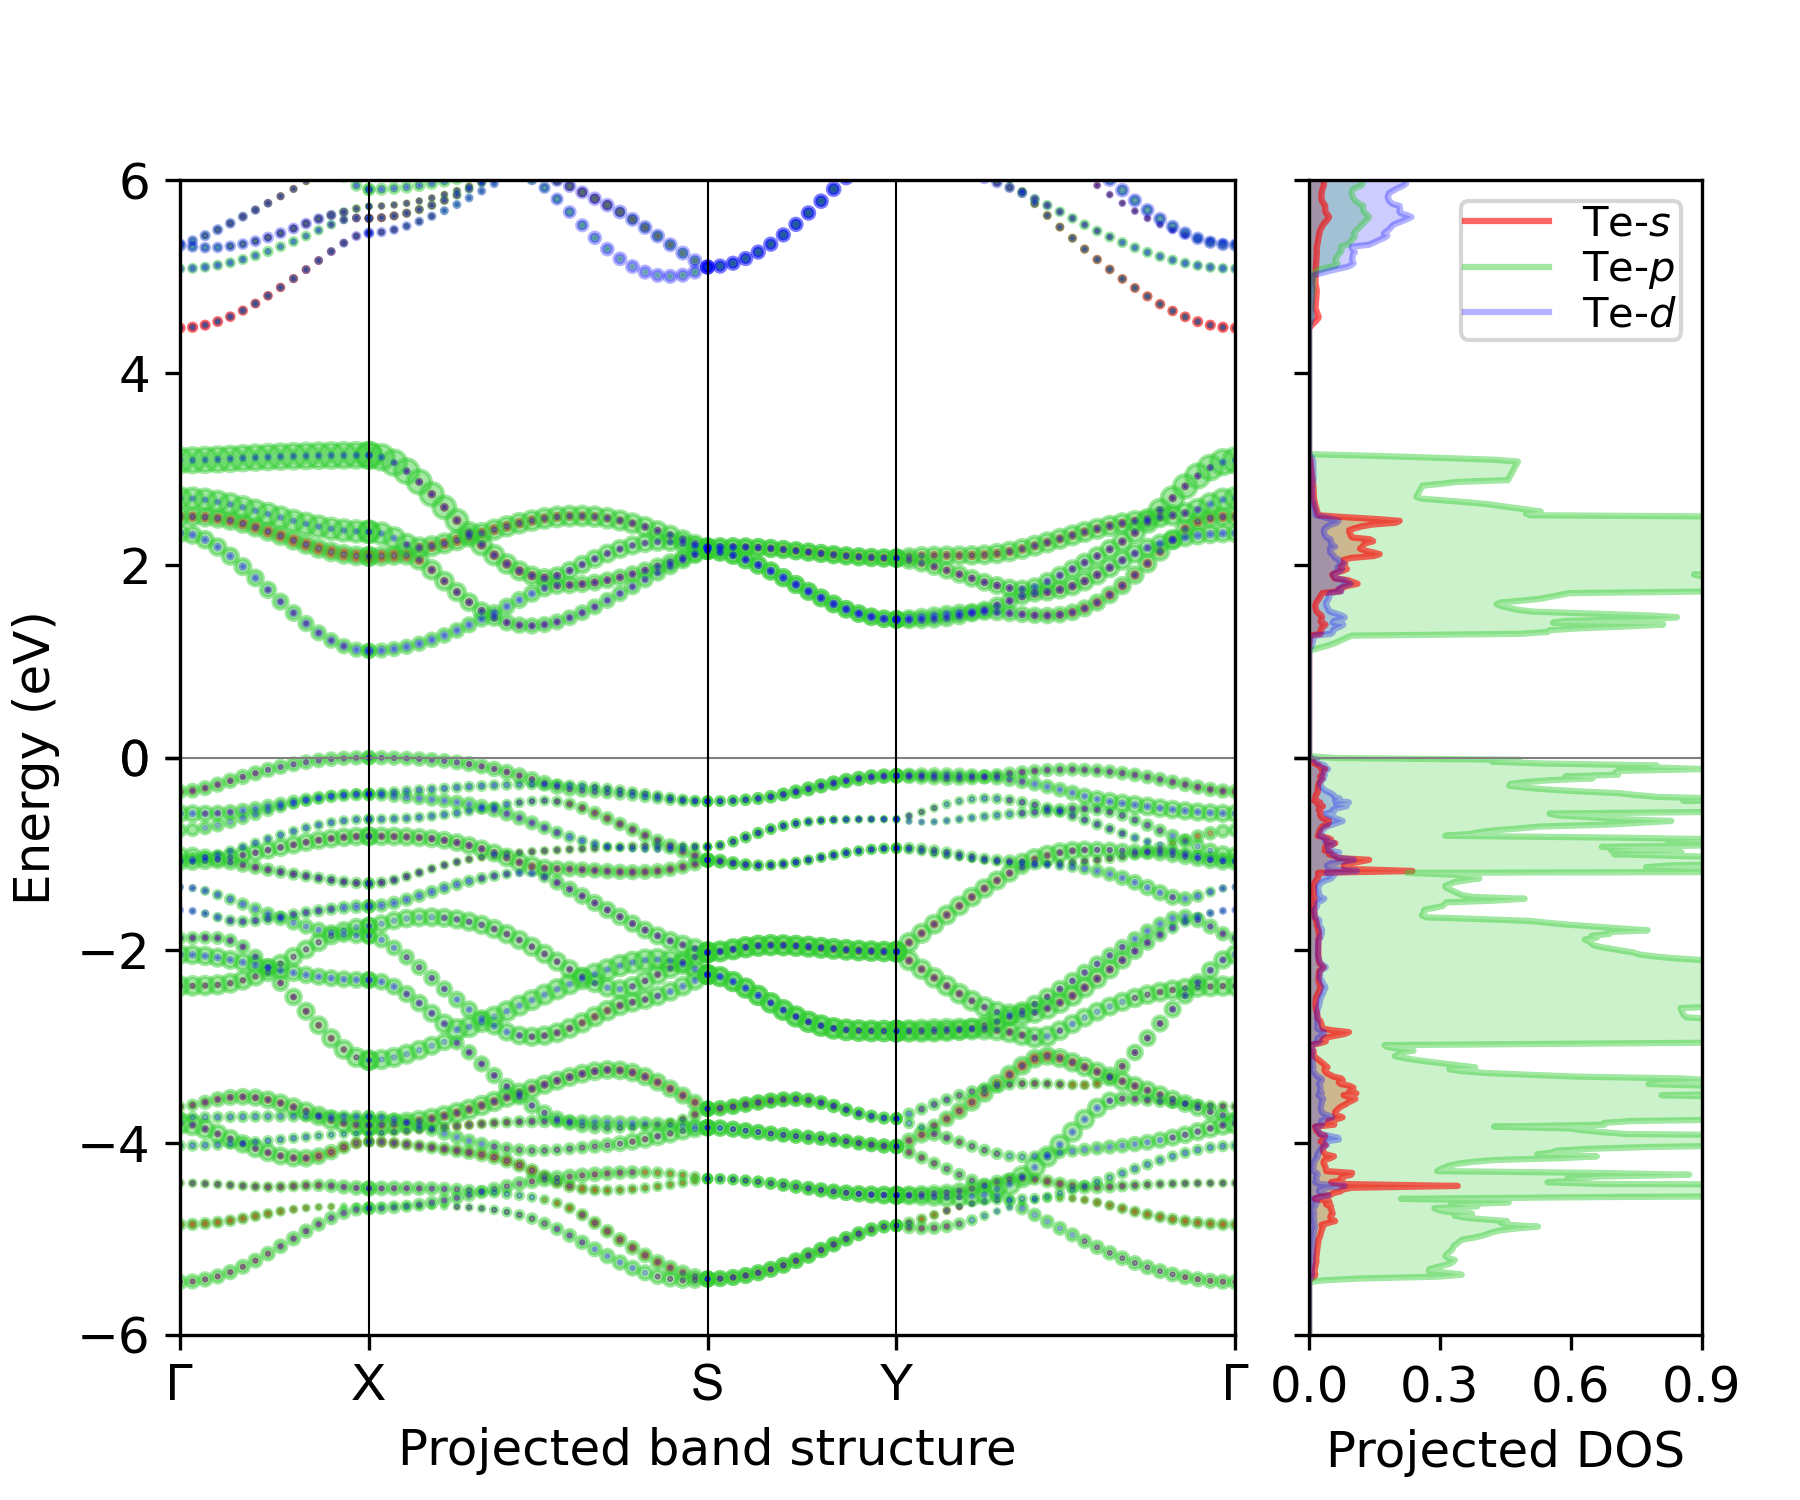 6
4
2
0
−2
−4
−6
Energy (eV)
Γ X S Y Γ
Projected band structure
Te-s
Te-p
Te-d
0.0 0.3 0.6 0.9
Projected DOS